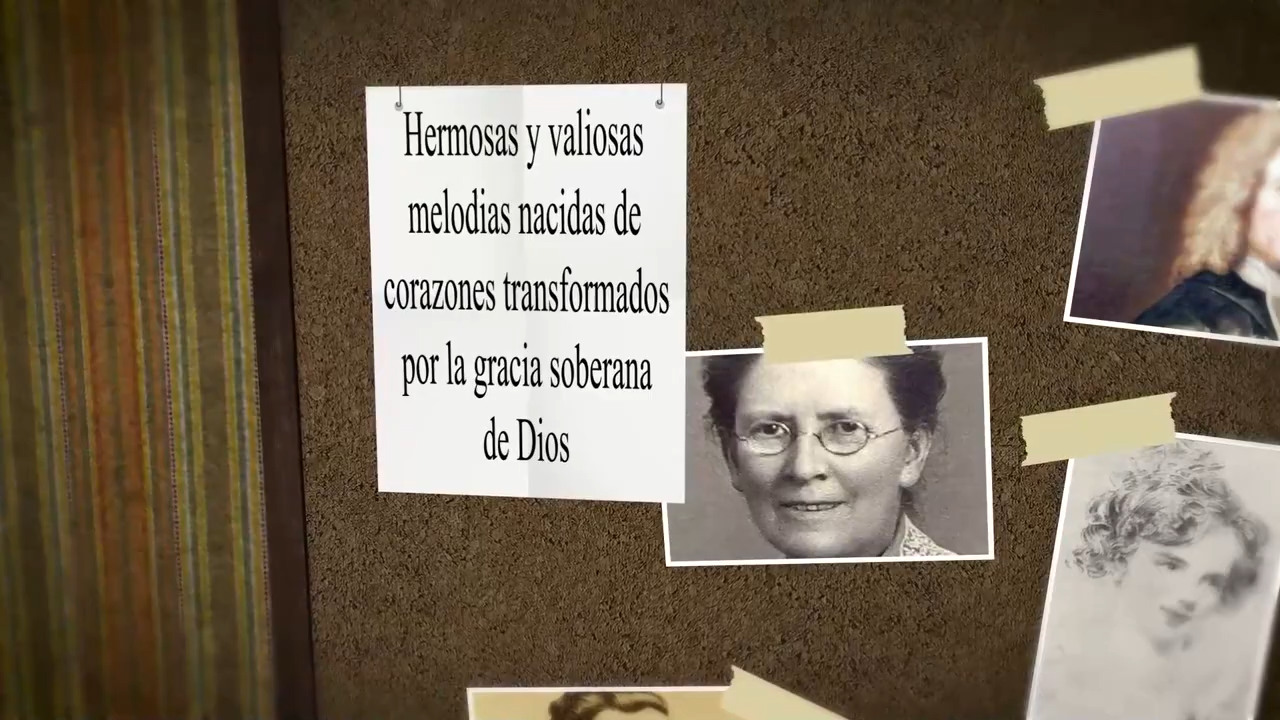 Hermosas y valiosas
melodias nacidas de
corazones transformados
por la gracia soberana
de Dios